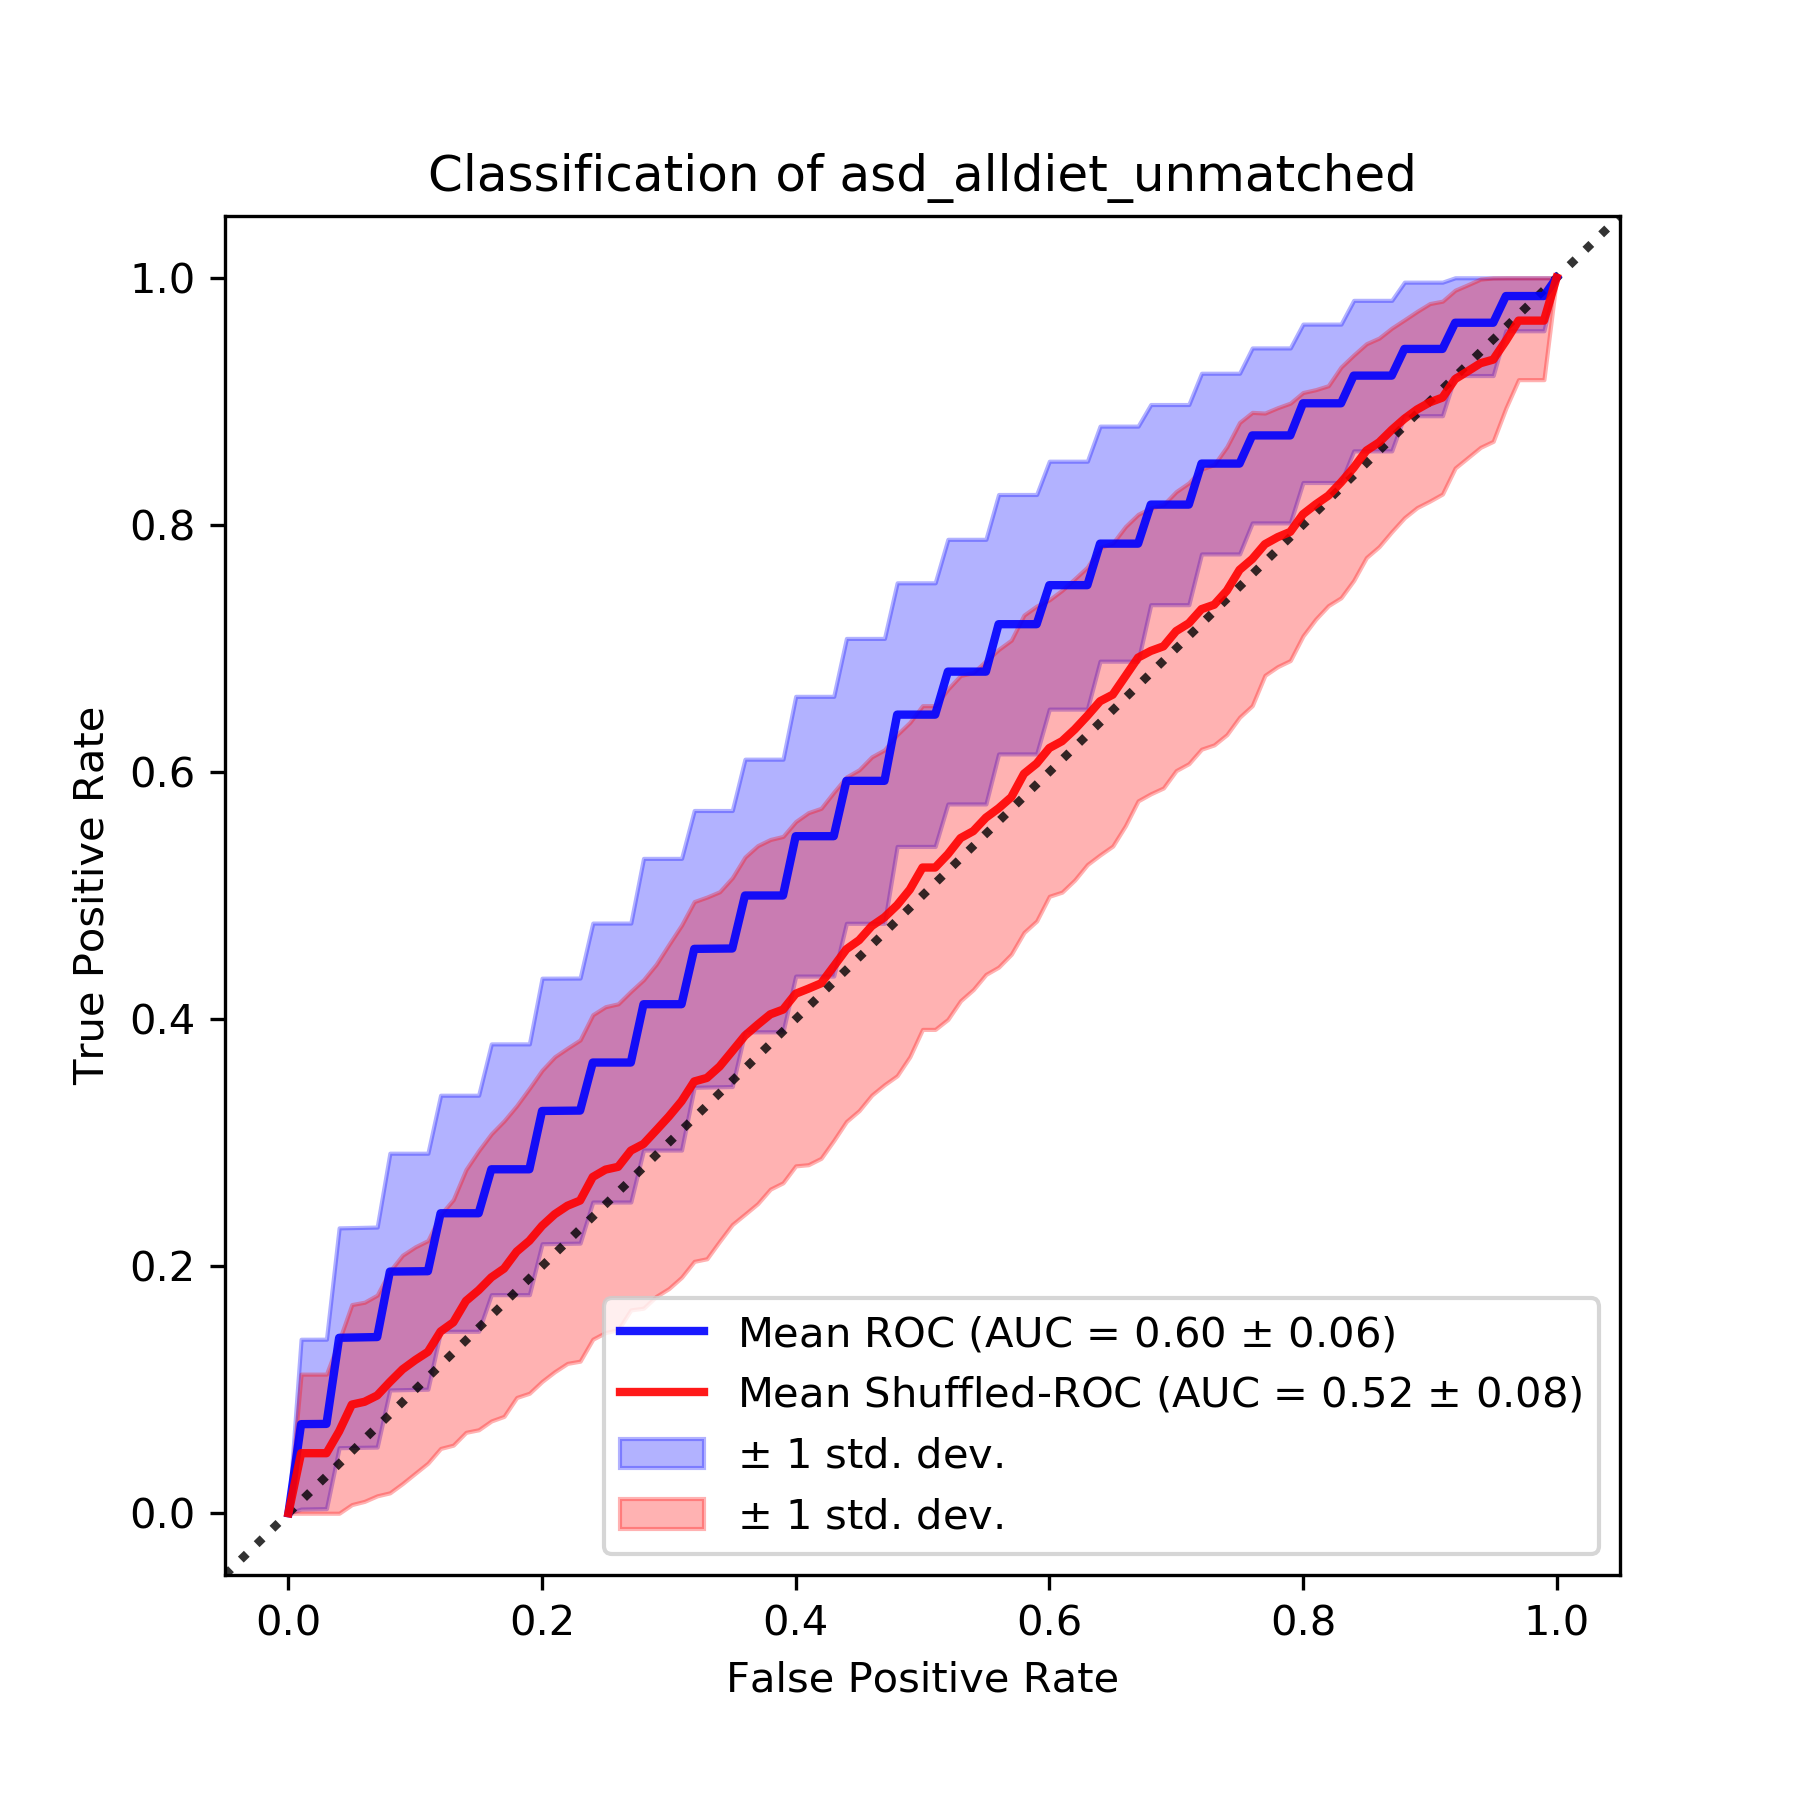 Classification of asd_alldiet_unmatched
1.0
0.8
0.6
0.4
0.2
0.0
True Positive Rate
Mean ROC (AUC = 0.60 ± 0.06)
Mean Shuffled-ROC (AUC = 0.52 ± 0.08)
± 1 std. dev.
± 1 std. dev.
0.0 0.2 0.4 0.6 0.8 1.0
False Positive Rate